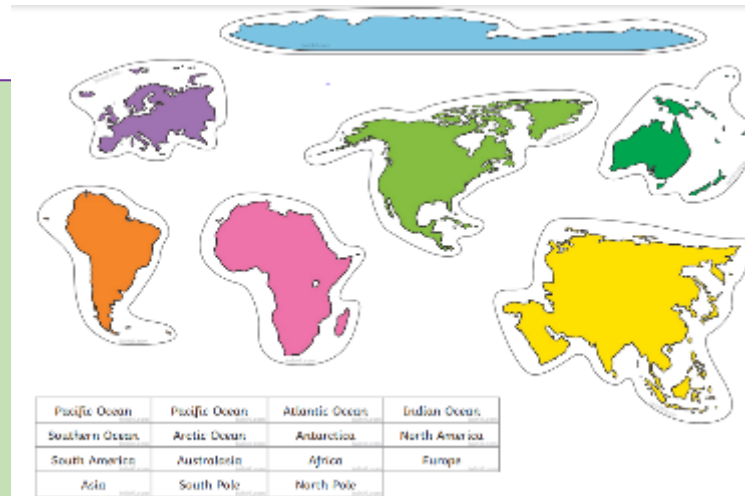 Pacific Ocean Pacific Ocean Atlantic Ocean Indian Ocean
Southern Ocean Arctic Ocean Antarctica North America
South America Australasia Africa Europe
Asia South Pole North Pole